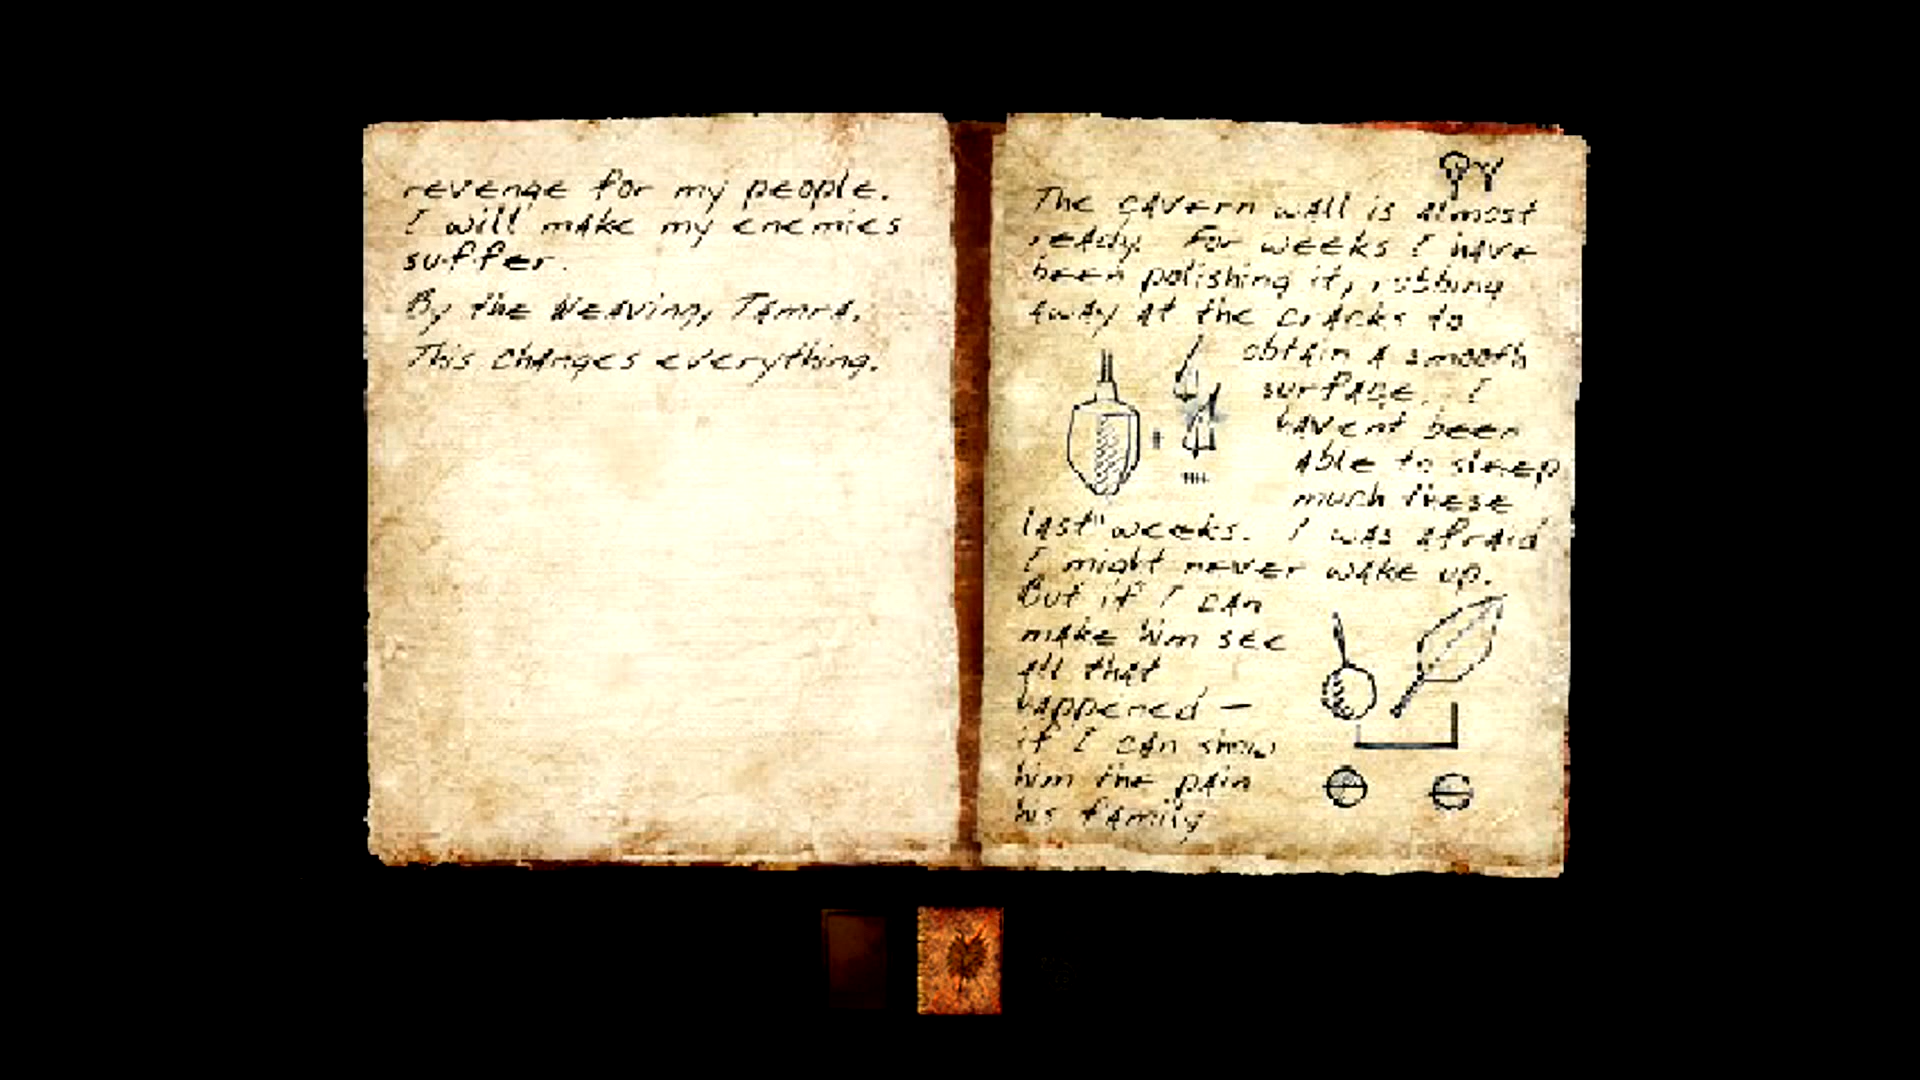 revenge for my people.
I will make my enemies
suffer.
By the Weaving, Tamra.
This changes everything.
The cavern wall is almost
ready. For weeks I have
been polishing it, rubbing
away at the cracks to
obtain a smooth
surface. I
havent been
able to sleep
much these
last weeks. I was afraid
I might never wake up.
But if I can
make him see
all that
happened —
if I can show
him the pain
his family